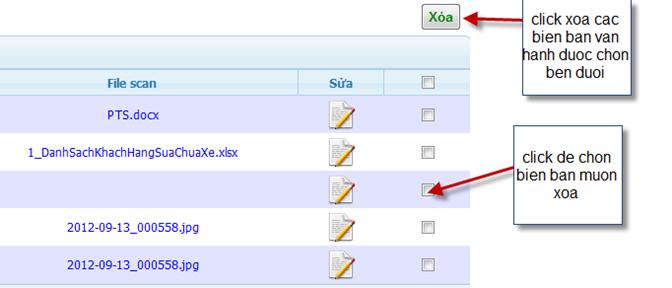 Xóa
click xoa cac
bien ban van
hanh duoc chon
ben duoi
File scan Sửa
PTS.docx
1_DanhSachKhachHangSuaChuaXe.xlsx
click de chon
bien ban muon
xoa
2012-09-13_000558.jpg
2012-09-13_000558.jpg